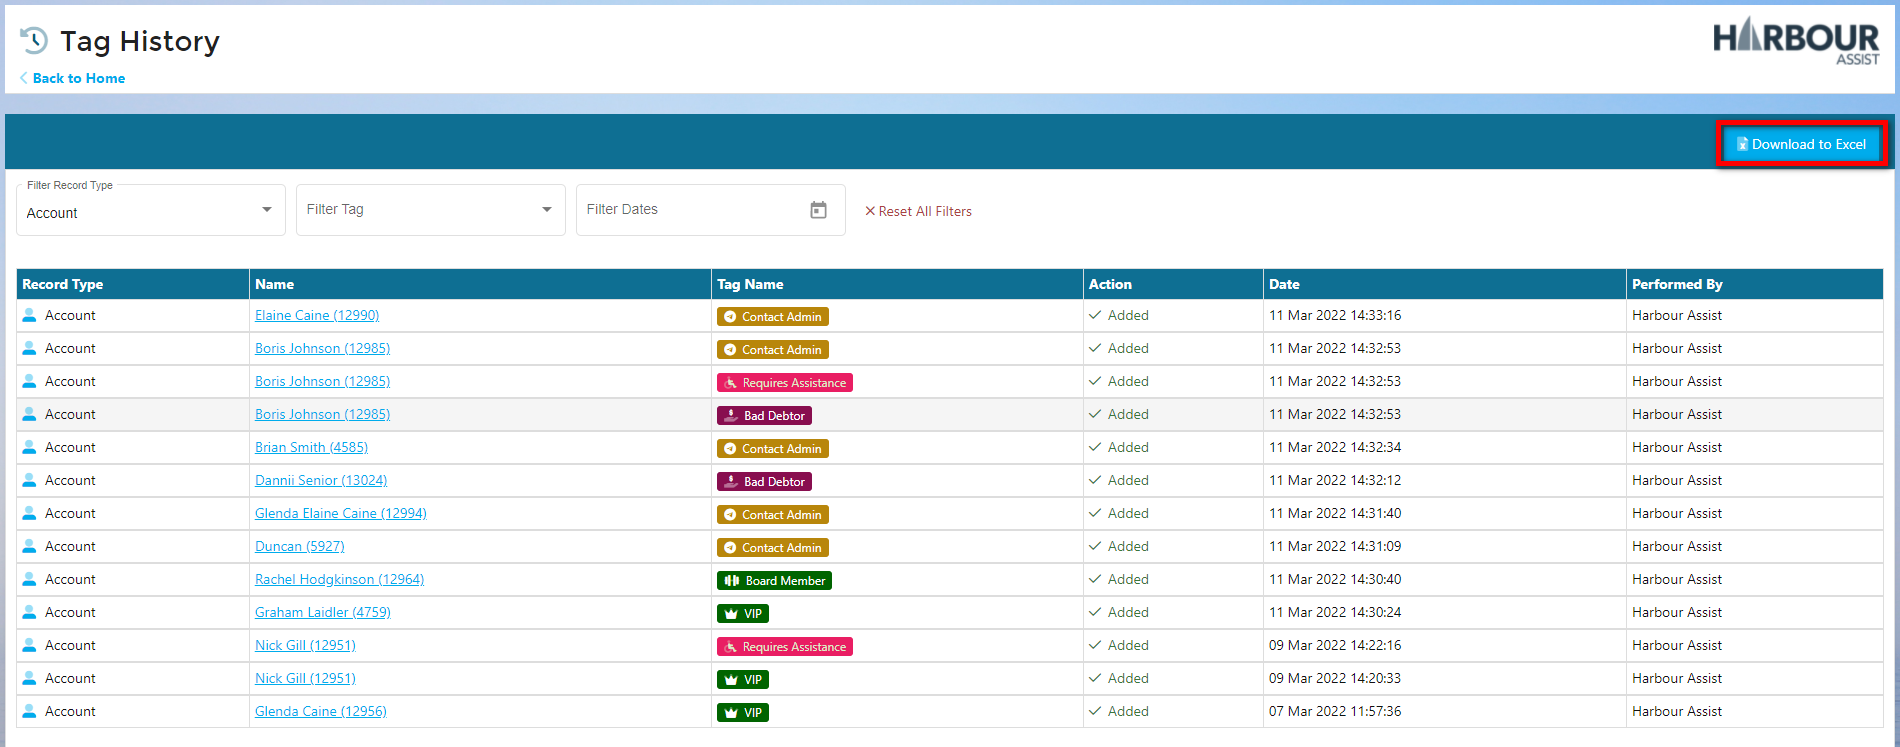 Tag History
HARBOUR
ASSIST
Back to Home
Download to Excel
Filter Record Type
Account
Filter Tag
Filter Dates
Reset All Filters
Record Type Name Tag Name Action Date Performed By
Account Elaine Caine (12990) Contact Admin Added 11 Mar 2022 14:33:16 Harbour Assist
Account Boris Johnson (12985) Contact Admin Added 11 Mar 2022 14:32:53 Harbour Assist
Account Boris Johnson (12985) Requires Assistance Added 11 Mar 2022 14:32:53 Harbour Assist
Account Boris Johnson (12985) Bad Debtor Added 11 Mar 2022 14:32:53 Harbour Assist
Account Brian Smith (4585) Contact Admin Added 11 Mar 2022 14:32:34 Harbour Assist
Account Dannii Senior (13024) Bad Debtor Added 11 Mar 2022 14:32:12 Harbour Assist
Account Glenda Elaine Caine (12994) Contact Admin Added 11 Mar 2022 14:31:40 Harbour Assist
Account Duncan (5927) Contact Admin Added 11 Mar 2022 14:31:09 Harbour Assist
Account Rachel Hodgkinson (12964) Board Member Added 11 Mar 2022 14:30:40 Harbour Assist
Account Graham Laidler (4759) VIP Added 11 Mar 2022 14:30:24 Harbour Assist
Account Nick Gill (12951) Requires Assistance Added 09 Mar 2022 14:22:16 Harbour Assist
Account Nick Gill (12951) VIP Added 09 Mar 2022 14:20:33 Harbour Assist
Account Glenda Caine (12956) VIP Added 07 Mar 2022 11:57:36 Harbour Assist